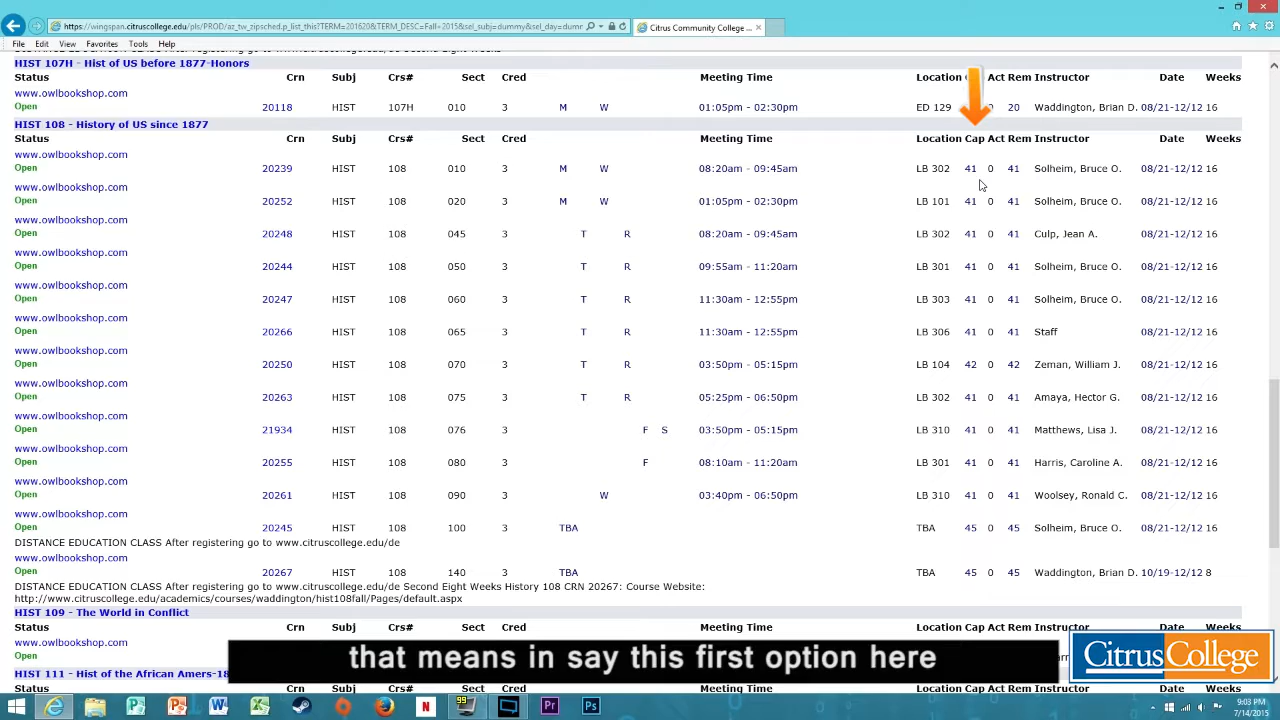 https://wingspan.citruscollege.edu/pls/PROD/az_tw_zipsched.p_list_this?TERM=201620&TERM_DESC=Fall+2015&sel_subj=dummy&sel_day=dumr
Citrus Community College ...
File Edit View Favorites Tools Help
HIST 107H - Hist of US before 1877-Honors
Status Crn Subj Crs# Sect Cred Meeting Time Location Act Rem Instructor Date Weeks
www.owlbookshop.com
Open 20118 HIST 107H 010 3 M W 01:05pm - 02:30pm ED 129 20 Waddington, Brian D. 08/21-12/12 16
HIST 108 - History of US since 1877
Status Crn Subj Crs# Sect Cred Meeting Time Location Cap Act Rem Instructor Date Weeks
www.owlbookshop.com
Open 20239 HIST 108 010 3 M W 08:20am - 09:45am LB 302 41 0 41 Solheim, Bruce O. 08/21-12/12 16
www.owlbookshop.com
Open 20252 HIST 108 020 3 M W 01:05pm - 02:30pm LB 101 41 0 41 Solheim, Bruce O. 08/21-12/12 16
www.owlbookshop.com
Open 20248 HIST 108 045 3 T R 08:20am - 09:45am LB 302 41 0 41 Culp, Jean A. 08/21-12/12 16
www.owlbookshop.com
Open 20244 HIST 108 050 3 T R 09:55am - 11:20am LB 301 41 0 41 Solheim, Bruce O. 08/21-12/12 16
www.owlbookshop.com
Open 20247 HIST 108 060 3 T R 11:30am - 12:55pm LB 303 41 0 41 Solheim, Bruce O. 08/21-12/12 16
www.owlbookshop.com
Open 20266 HIST 108 065 3 T R 11:30am - 12:55pm LB 306 41 0 41 Staff 08/21-12/12 16
www.owlbookshop.com
Open 20250 HIST 108 070 3 T R 03:50pm - 05:15pm LB 104 42 0 42 Zeman, William J. 08/21-12/12 16
www.owlbookshop.com
Open 20263 HIST 108 075 3 T R 05:25pm - 06:50pm LB 302 41 0 41 Amaya, Hector G. 08/21-12/12 16
www.owlbookshop.com
Open 21934 HIST 108 076 3 F S 03:50pm - 05:15pm LB 310 41 0 41 Matthews, Lisa J. 08/21-12/12 16
www.owlbookshop.com
Open 20255 HIST 108 080 3 F 08:10am - 11:20am LB 301 41 0 41 Harris, Caroline A. 08/21-12/12 16
www.owlbookshop.com
Open 20261 HIST 108 090 3 W 03:40pm - 06:50pm LB 310 41 0 41 Woolsey, Ronald C. 08/21-12/12 16
www.owlbookshop.com
Open 20245 HIST 108 100 3 TBA TBA 45 0 45 Solheim, Bruce O. 08/21-12/12 16
DISTANCE EDUCATION CLASS After registering go to www.citruscollege.edu/de
www.owlbookshop.com
Open 20267 HIST 108 140 3 TBA TBA 45 0 45 Waddington, Brian D. 10/19-12/12 8
DISTANCE EDUCATION CLASS After registering go to www.citruscollege.edu/de Second Eight Weeks History 108 CRN 20267: Course Website:
http://www.citruscollege.edu/academics/courses/waddington/hist108fall/Pages/default.aspx
HIST 109 - The World in Conflict
Status Crn Subj Crs# Sect Cred Meeting Time Location Cap Act Rem Instructor Date Weeks
www.owlbookshop.com
Open
that means in say this first option here
CitrusCollege
HIST 111 - Hist of the African Amers-18
Status Crn Subj Crs# Sect Cred Meeting Time Location Cap Act Rem Instructor Date Weeks
9:03 PM
7/14/2015